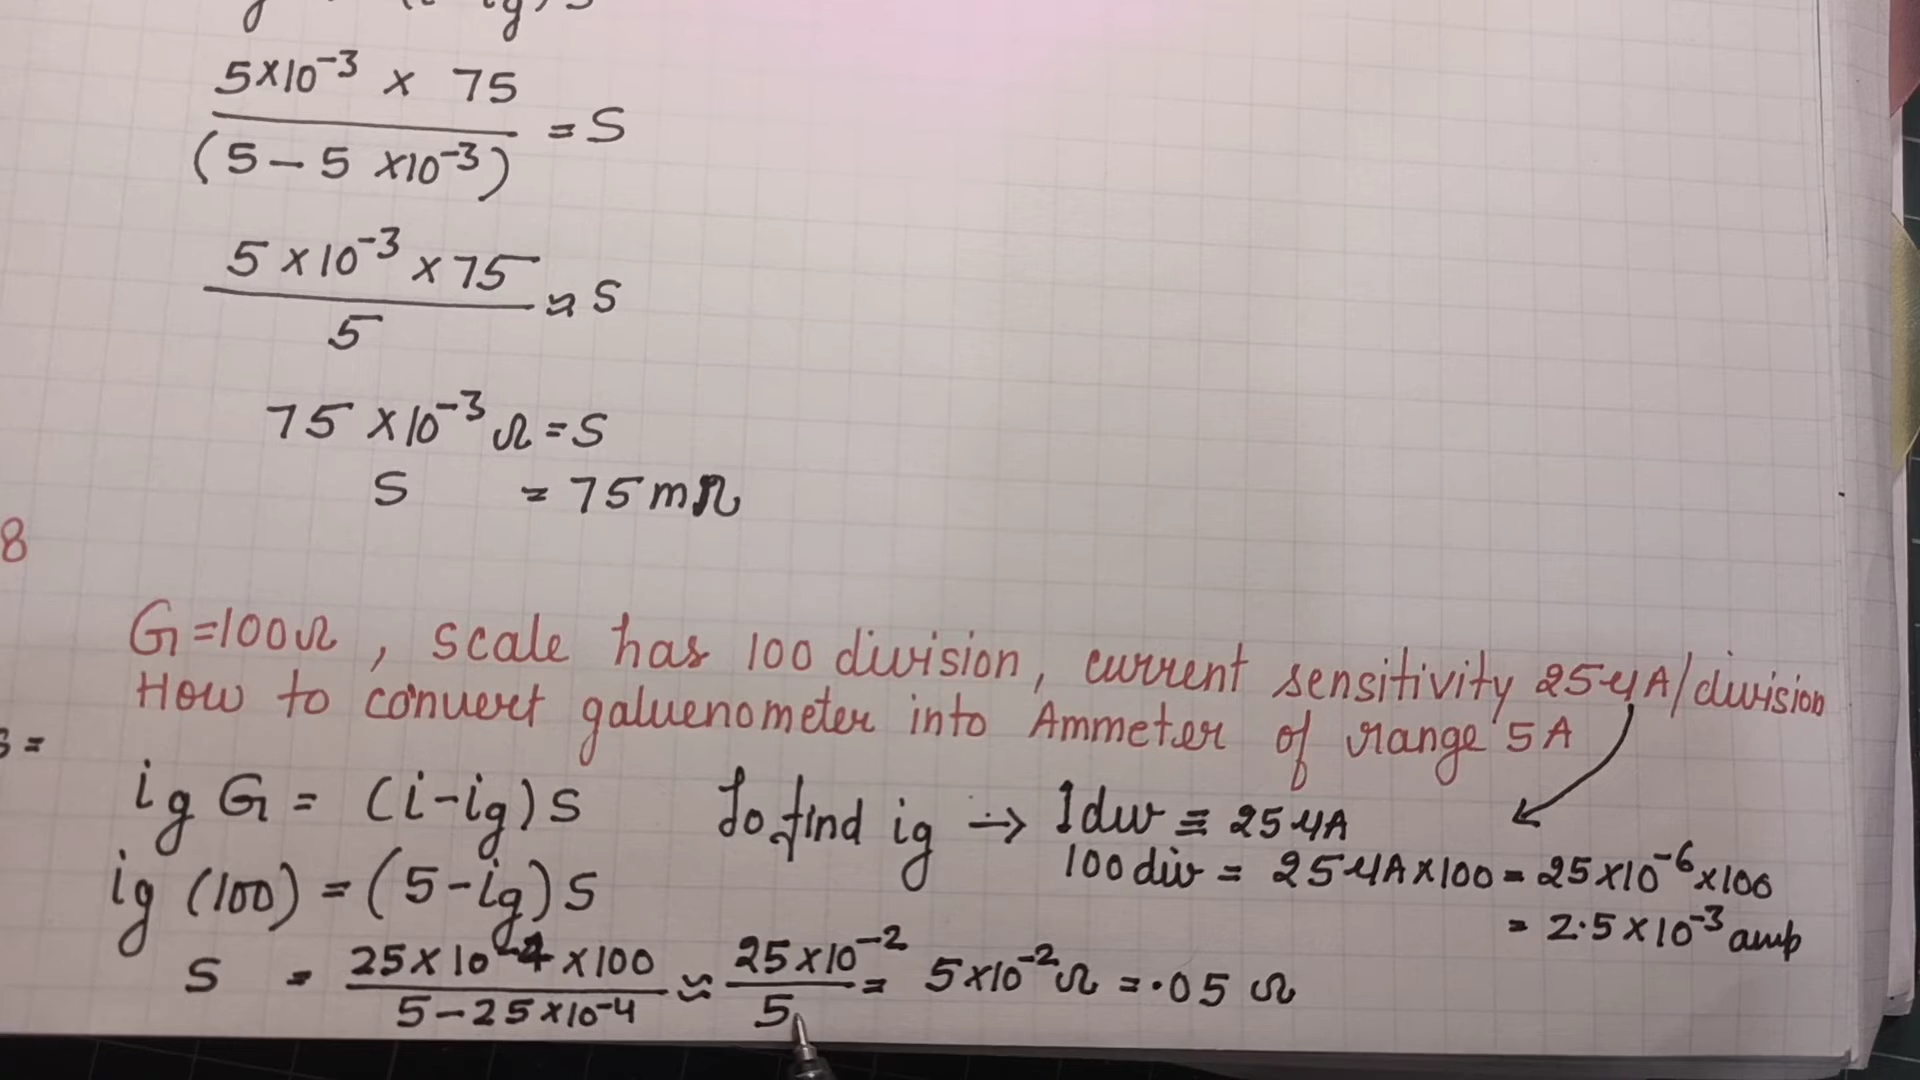 5×10⁻³ × 75
(5 – 5 ×10⁻³) = S
5 × 10⁻³ × 75
5 ≈ S
75 × 10⁻³ Ω = S
S = 75 mΩ
8
G = 100Ω , scale has 100 division, current sensitivity 25 μA/division
How to convert galvenometer into Ammeter of range 5A
ig G = (i – ig) S
To find ig → 1 div ≡ 25 μA
ig (100) = (5 – ig) S
100 div = 25 μA × 100 = 25 × 10⁻⁶ × 100
= 2.5 × 10⁻³ amp
S = 25 × 10⁻⁴ × 100 / 5 – 25 × 10⁻⁴ ≈ 25 × 10⁻² / 5 = 5 × 10⁻² Ω = .05 Ω